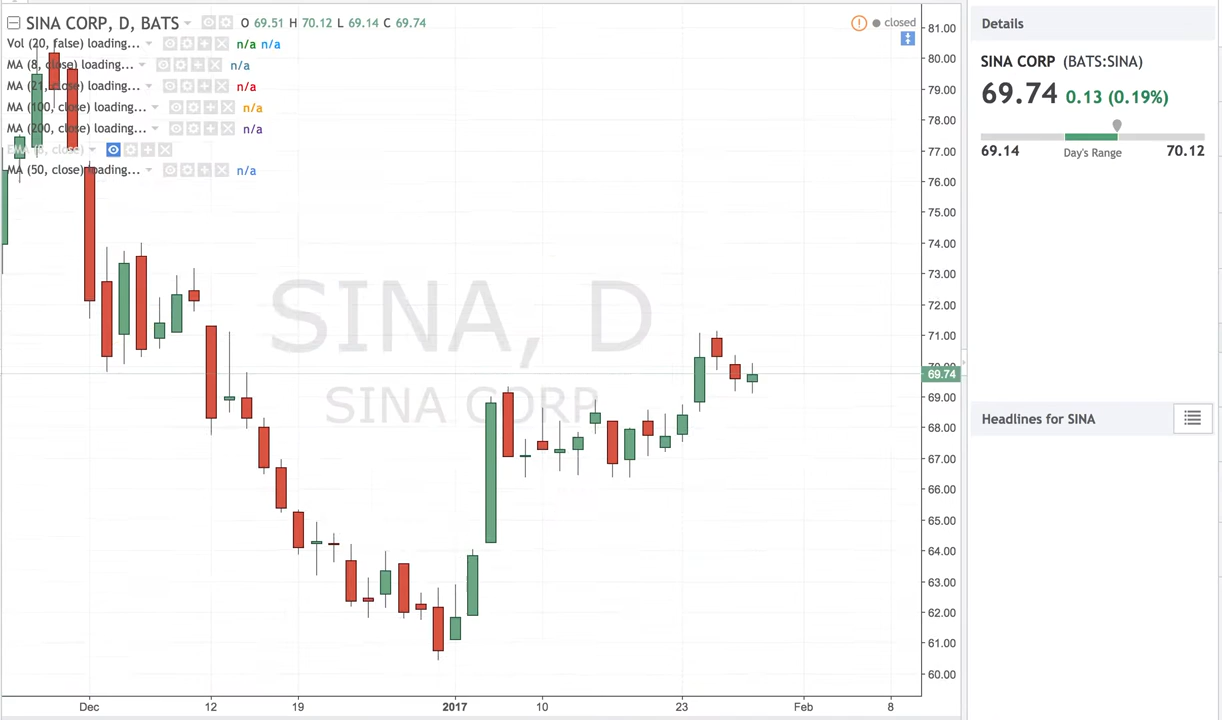 SINA CORP, D, BATS O 69.51 H 70.12 L 69.14 C 69.74
Vol (20, false) loading... n/a n/a
MA (8, close) loading... n/a
MA (21, close) loading... n/a
MA (100, close) loading... n/a
MA (200, close) loading... n/a
MA (50, close) loading... n/a
closed
SINA, D
SINA CORP
81.00
80.00
79.00
78.00
77.00
76.00
75.00
74.00
73.00
72.00
71.00
70.00
69.74
69.00
68.00
67.00
66.00
65.00
64.00
63.00
62.00
61.00
60.00
Dec 12 19 2017 10 23 Feb 8
Details
SINA CORP (BATS:SINA)
69.74 0.13 (0.19%)
69.14 Day's Range 70.12
Headlines for SINA